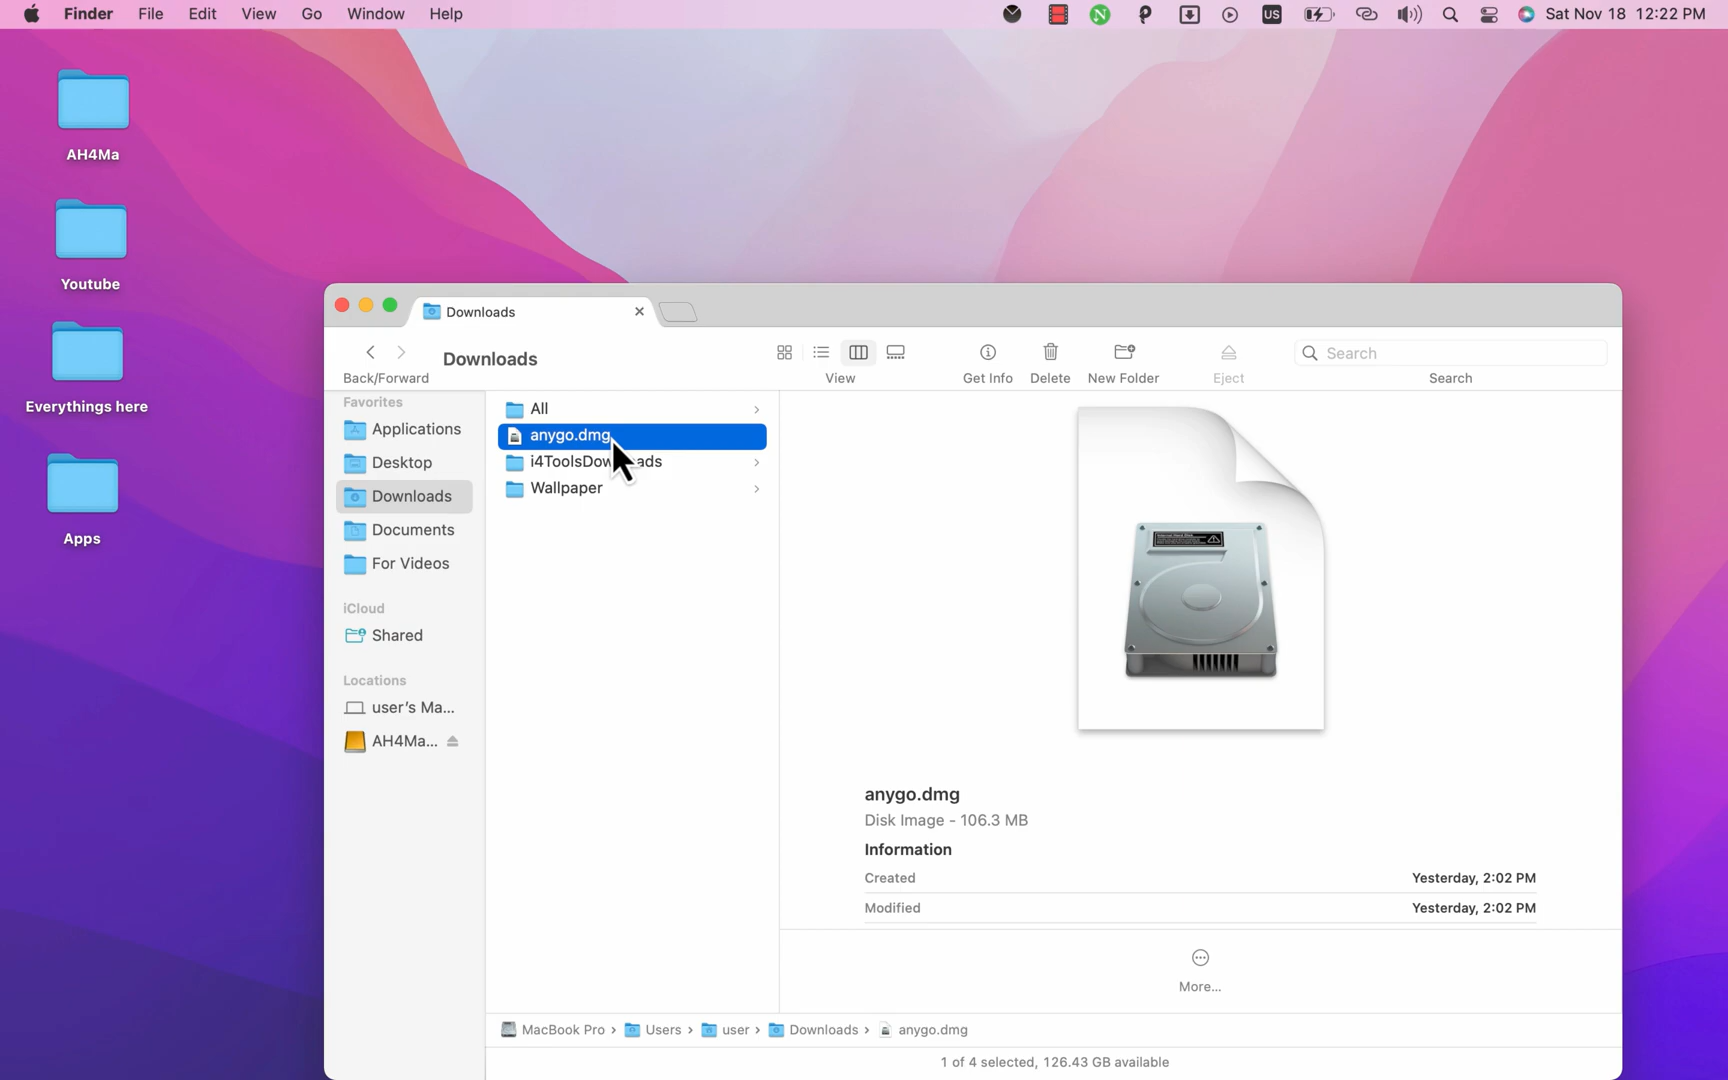 Finder File Edit View Go Window Help
US Sat Nov 18 12:22 PM
AH4Ma
Youtube
Everythings here
Apps
Downloads
Back/Forward
Downloads
View
Get Info
Delete
New Folder
Eject
Search
Search
Favorites
Applications
Desktop
Downloads
Documents
For Videos
iCloud
Shared
Locations
user's Ma...
AH4Ma...
All
anygo.dmg
Wallpaper
anygo.dmg
Disk Image - 106.3 MB
Information
Created Yesterday, 2:02 PM
Modified Yesterday, 2:02 PM
More...
MacBook Pro › Users › user › Downloads › anygo.dmg
1 of 4 selected, 126.43 GB available